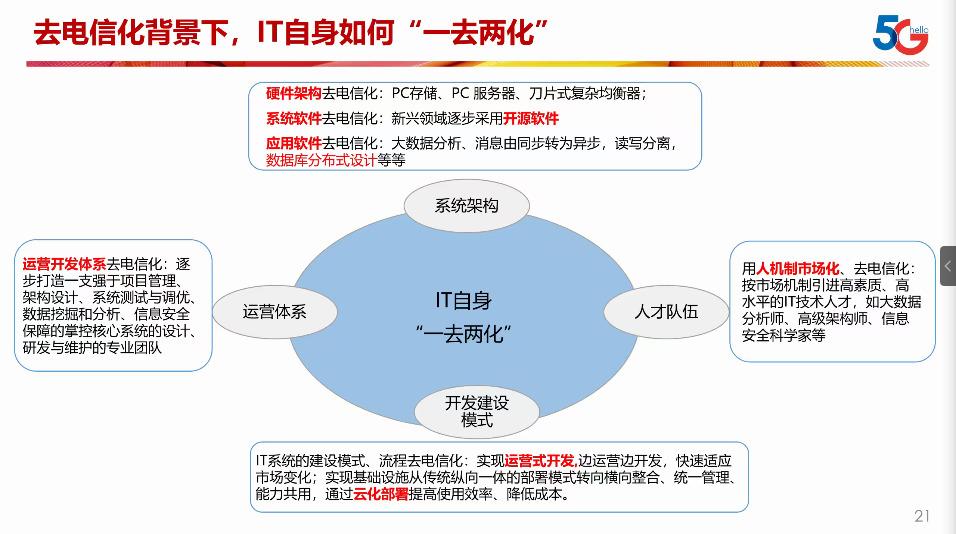 去电信化背景下，IT自身如何“一去两化”
5G hello
硬件架构去电信化：PC存储、PC 服务器、刀片式复杂均衡器；
系统软件去电信化：新兴领域逐步采用开源软件
应用软件去电信化：大数据分析、消息由同步转为异步，读写分离，
数据库分布式设计等等
系统架构
运营开发体系去电信化：逐
步打造一支强于项目管理、
架构设计、系统测试与调优、
数据挖掘和分析、信息安全
保障的掌控核心系统的设计、
研发与维护的专业团队
运营体系
IT自身
“一去两化”
人才队伍
用人机制市场化、去电信化：
按市场机制引进高素质、高
水平的IT技术人才，如大数据
分析师、高级架构师、信息
安全科学家等
开发建设
模式
IT系统的建设模式、流程去电信化：实现运营式开发,边运营边开发，快速适应
市场变化；实现基础设施从传统纵向一体的部署模式转向横向整合、统一管理、
能力共用，通过云化部署提高使用效率、降低成本。
21